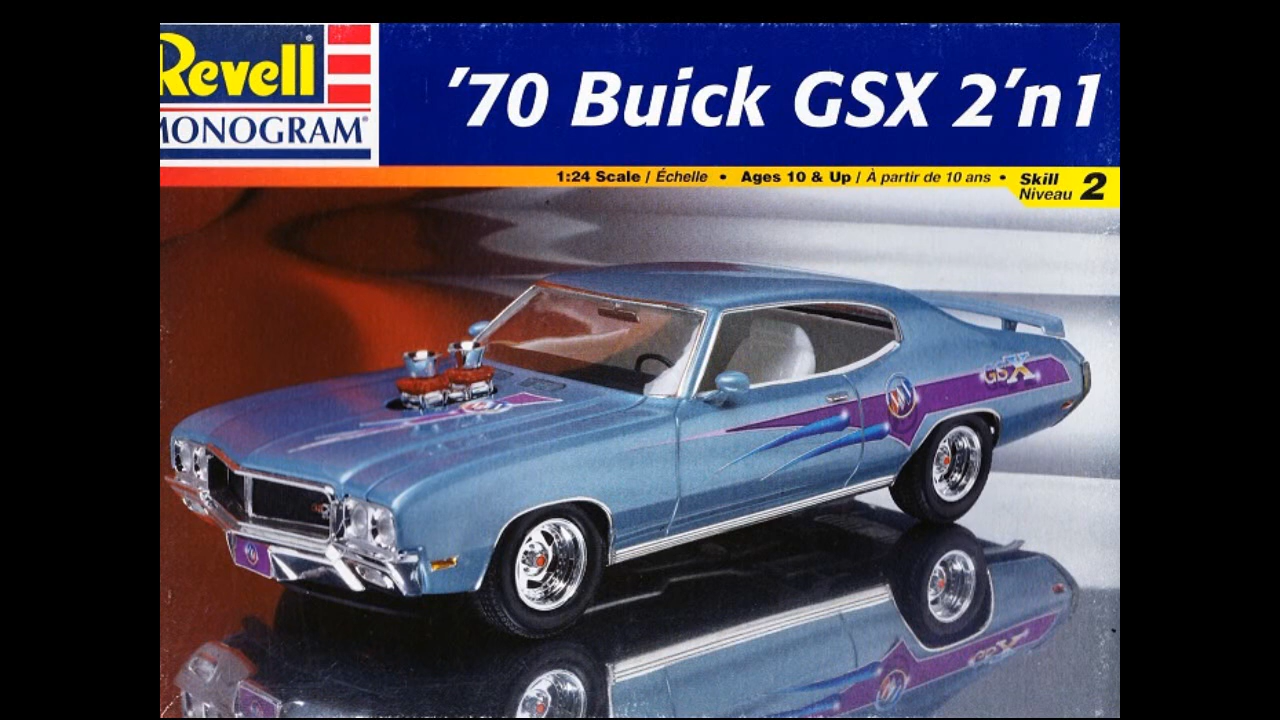 Revell
MONOGRAM
'70 Buick GSX 2'n1
1:24 Scale / Échelle • Ages 10 & Up / À partir de 10 ans •
Skill
Niveau 2
GSX